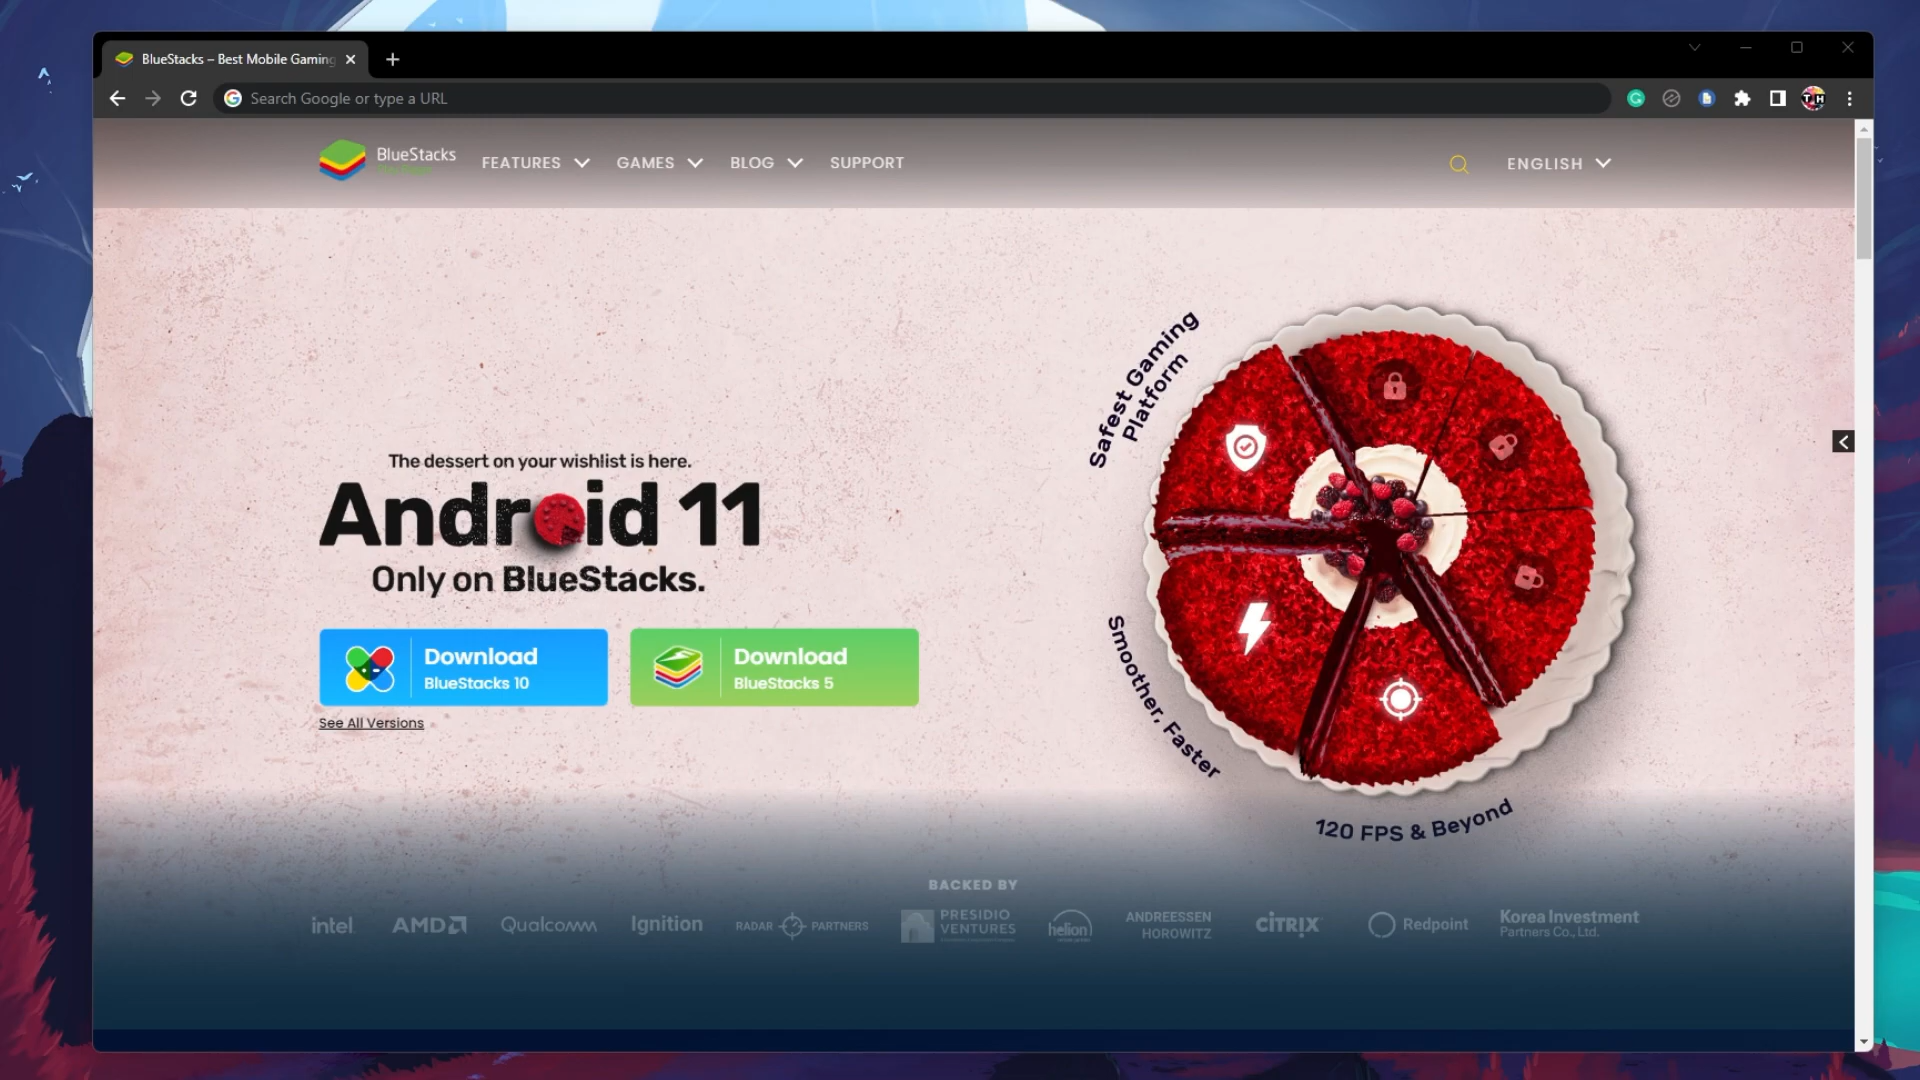 BlueStacks – Best Mobile Gaming
Search Google or type a URL
BlueStacks
FEATURES
GAMES
BLOG
SUPPORT
ENGLISH
The dessert on your wishlist is here.
Android 11
Only on BlueStacks.
Download
BlueStacks 10
Download
BlueStacks 5
See All Versions
Safest Gaming
Platform
Smoother, Faster
120 FPS & Beyond
BACKED BY
intel
AMD
Qualcomm
Ignition
RADAR PARTNERS
PRESIDIO
VENTURES
helion
ANDREESSEN
HOROWITZ
CITRIX
Redpoint
Korea Investment
Partners Co., Ltd.
TH